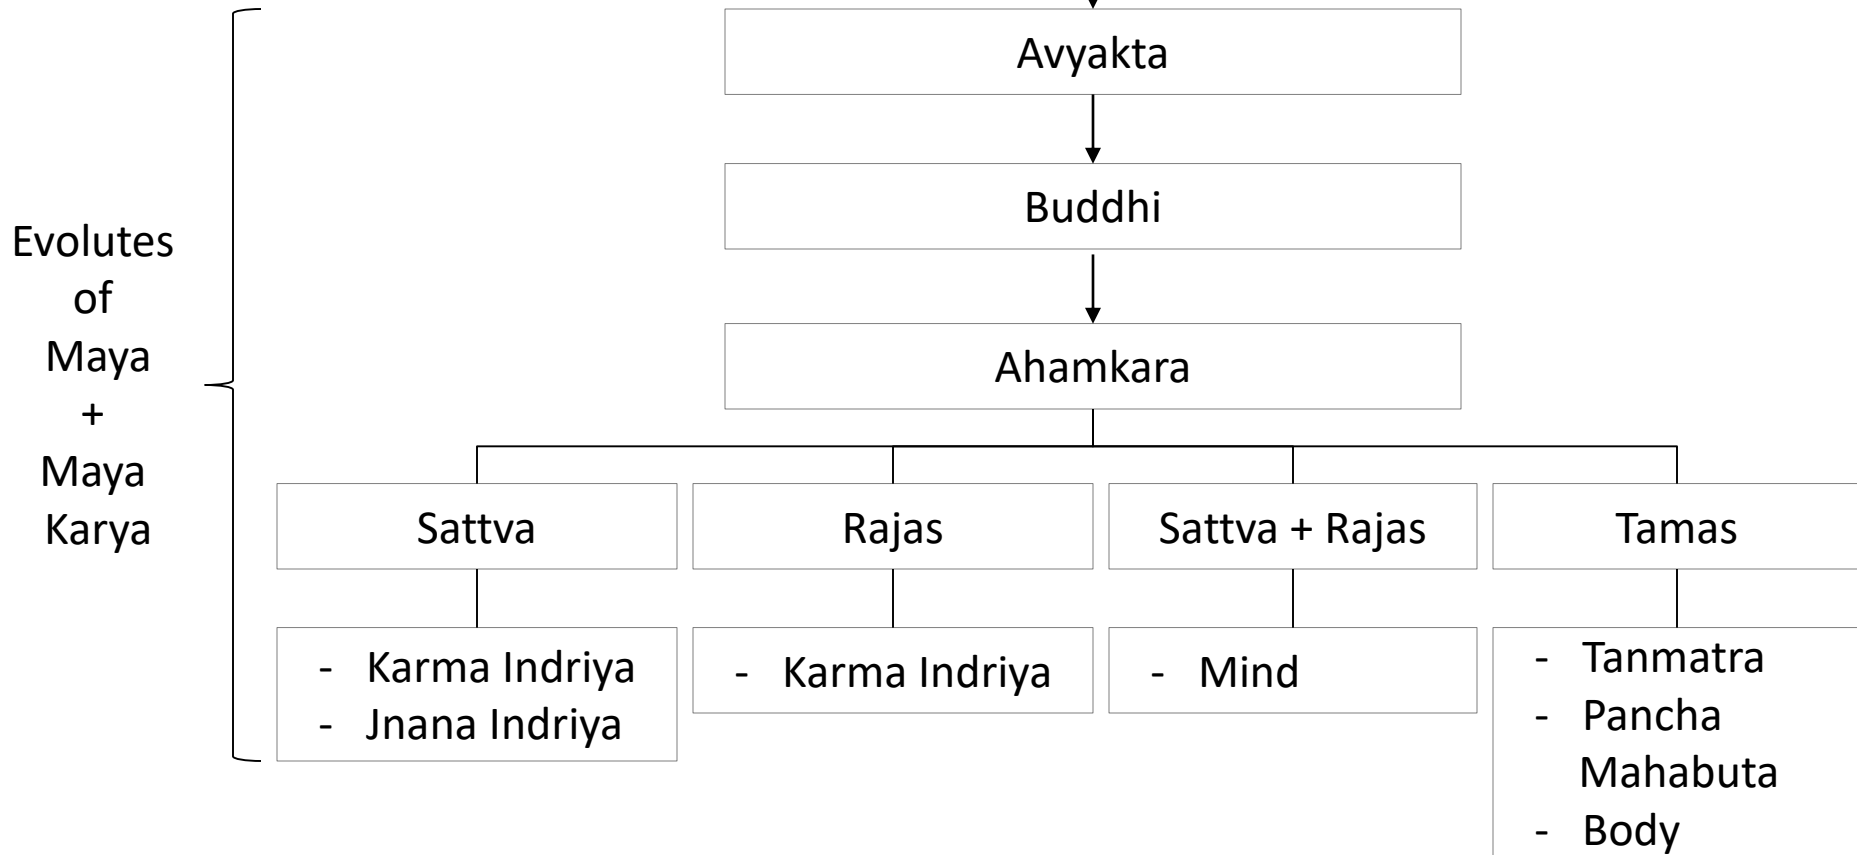 Avyakta
Buddhi
Evolutes
of
Maya
+
Maya
Karya
Ahamkara
Sattva
Rajas
Sattva + Rajas
Tamas
- Karma Indriya
- Jnana Indriya
- Karma Indriya
- Mind
- Tanmatra
- Pancha
Mahabuta
- Body